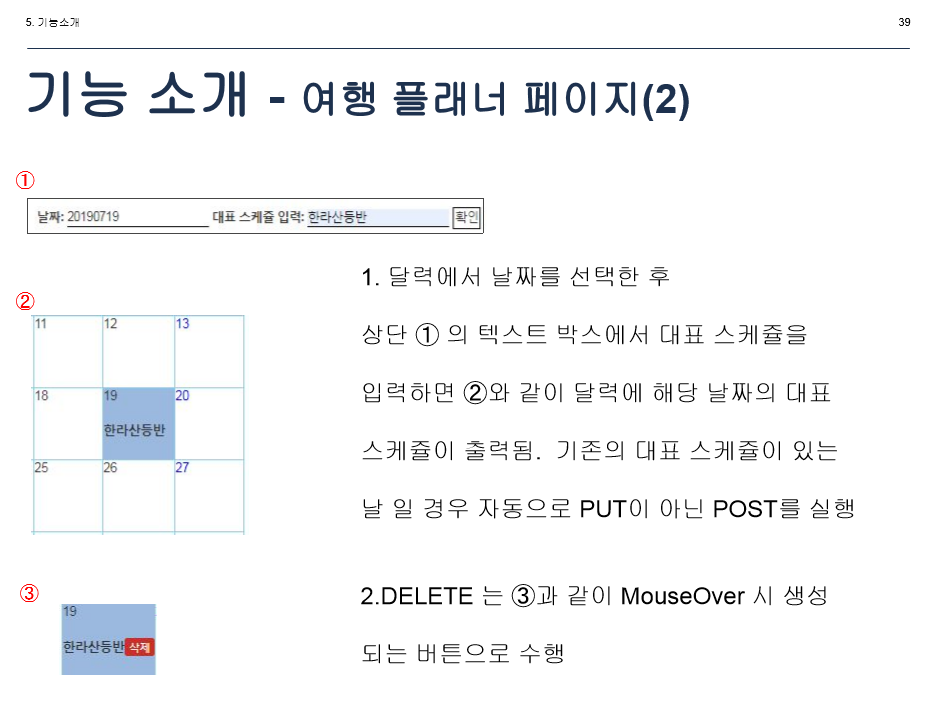 5. 기능소개
39
기능 소개 - 여행 플래너 페이지(2)
①
날짜: 20190719 대표 스케쥴 입력: 한라산등반 확인
②
11 12 13
18 19 20
한라산등반
25 26 27
1. 달력에서 날짜를 선택한 후
상단 ① 의 텍스트 박스에서 대표 스케쥴을
입력하면 ②와 같이 달력에 해당 날짜의 대표
스케쥴이 출력됨. 기존의 대표 스케쥴이 있는
날 일 경우 자동으로 PUT이 아닌 POST를 실행
③
19
한라산등반 삭제
2.DELETE 는 ③과 같이 MouseOver 시 생성
되는 버튼으로 수행